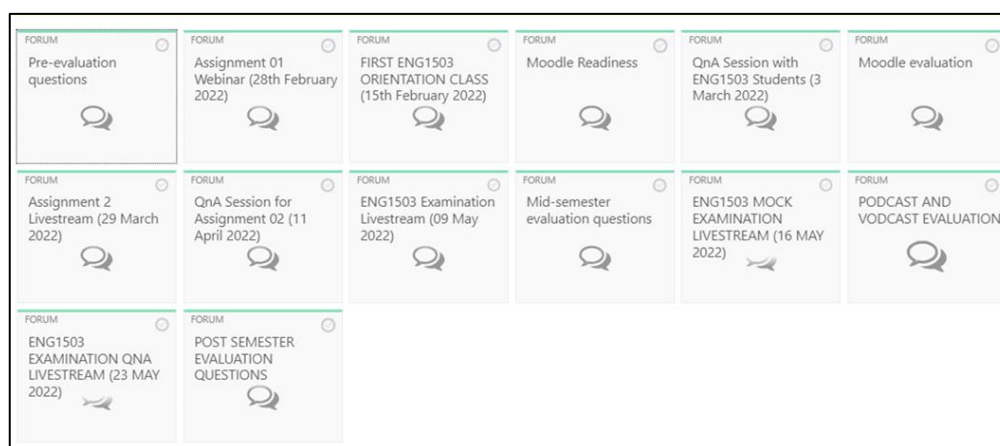 FORUM
Pre-evaluation
questions
FORUM
Assignment 01
Webinar (28th February
2022)
FORUM
FIRST ENG1503
ORIENTATION CLASS
(15th February 2022)
FORUM
Moodle Readiness
FORUM
QnA Session with
ENG1503 Students (3
March 2022)
FORUM
Moodle evaluation
FORUM
Assignment 2
Livestream (29 March
2022)
FORUM
QnA Session for
Assignment 02 (11
April 2022)
FORUM
ENG1503 Examination
Livestream (09 May
2022)
FORUM
Mid-semester
evaluation questions
FORUM
ENG1503 MOCK
EXAMINATION
LIVESTREAM (16 MAY
2022)
FORUM
PODCAST AND
VODCAST EVALUATION
FORUM
ENG1503
EXAMINATION QNA
LIVESTREAM (23 MAY
2022)
FORUM
POST SEMESTER
EVALUATION
QUESTIONS